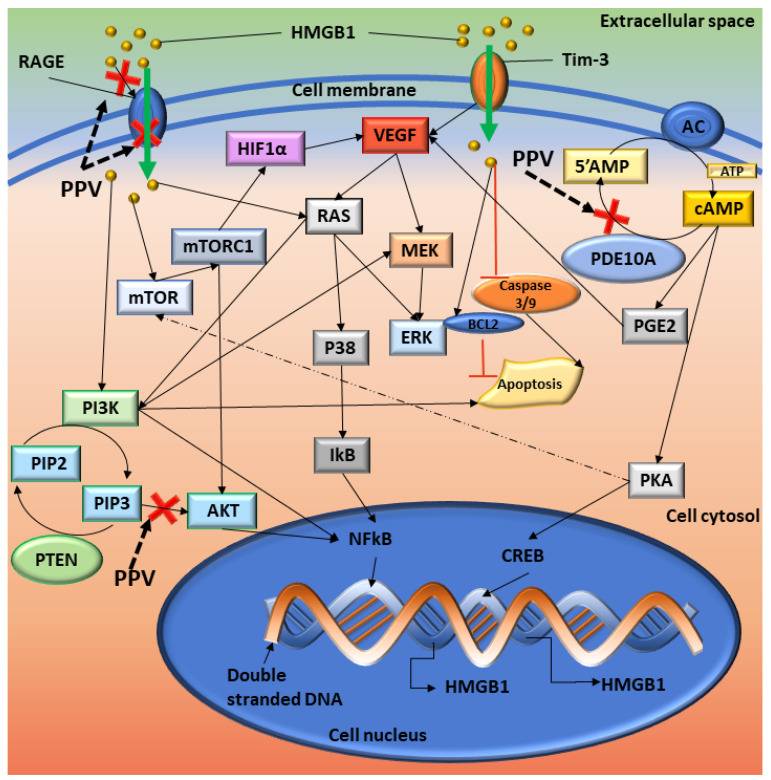 Extracellular space
HMGB1
RAGE
Tim-3
Cell membrane
AC
VEGF
HIF1α
PPV
5'AMP
ATP
PPV
cAMP
RAS
mTORC1
MEK
PDE10A
mTOR
Caspase
3/9
BCL2
PGE2
ERK
P38
Apoptosis
PI3K
IkB
PIP2
PKA
PIP3
AKT
Cell cytosol
NFkB
PTEN
CREB
PPV
Double
stranded DNA
HMGB1
HMGB1
Cell nucleus